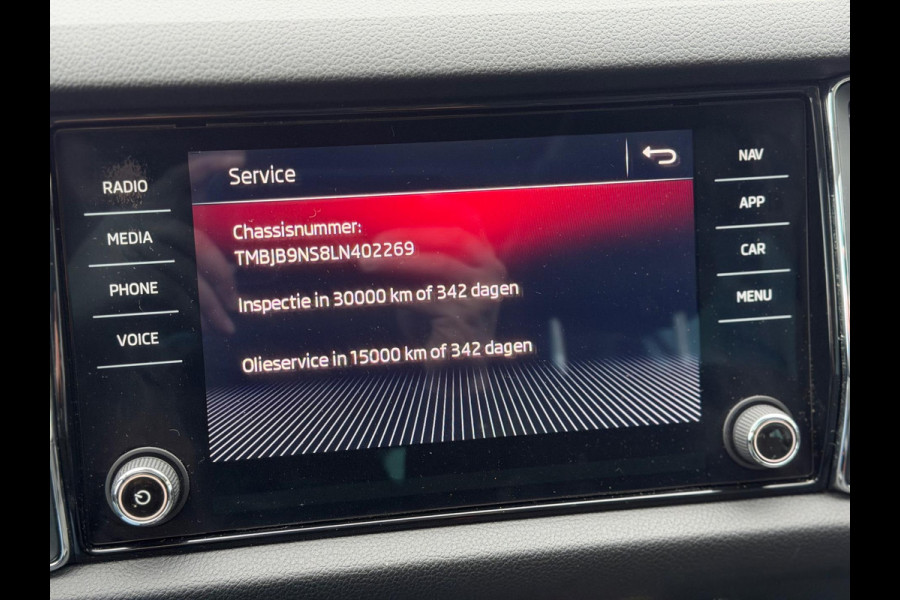 Service
Chassisnummer:
TMBJB9NS8LN402269
Inspectie in 30000 km of 342 dagen
Olieservice in 15000 km of 342 dagen
RADIO
MEDIA
PHONE
VOICE
NAV
APP
CAR
MENU